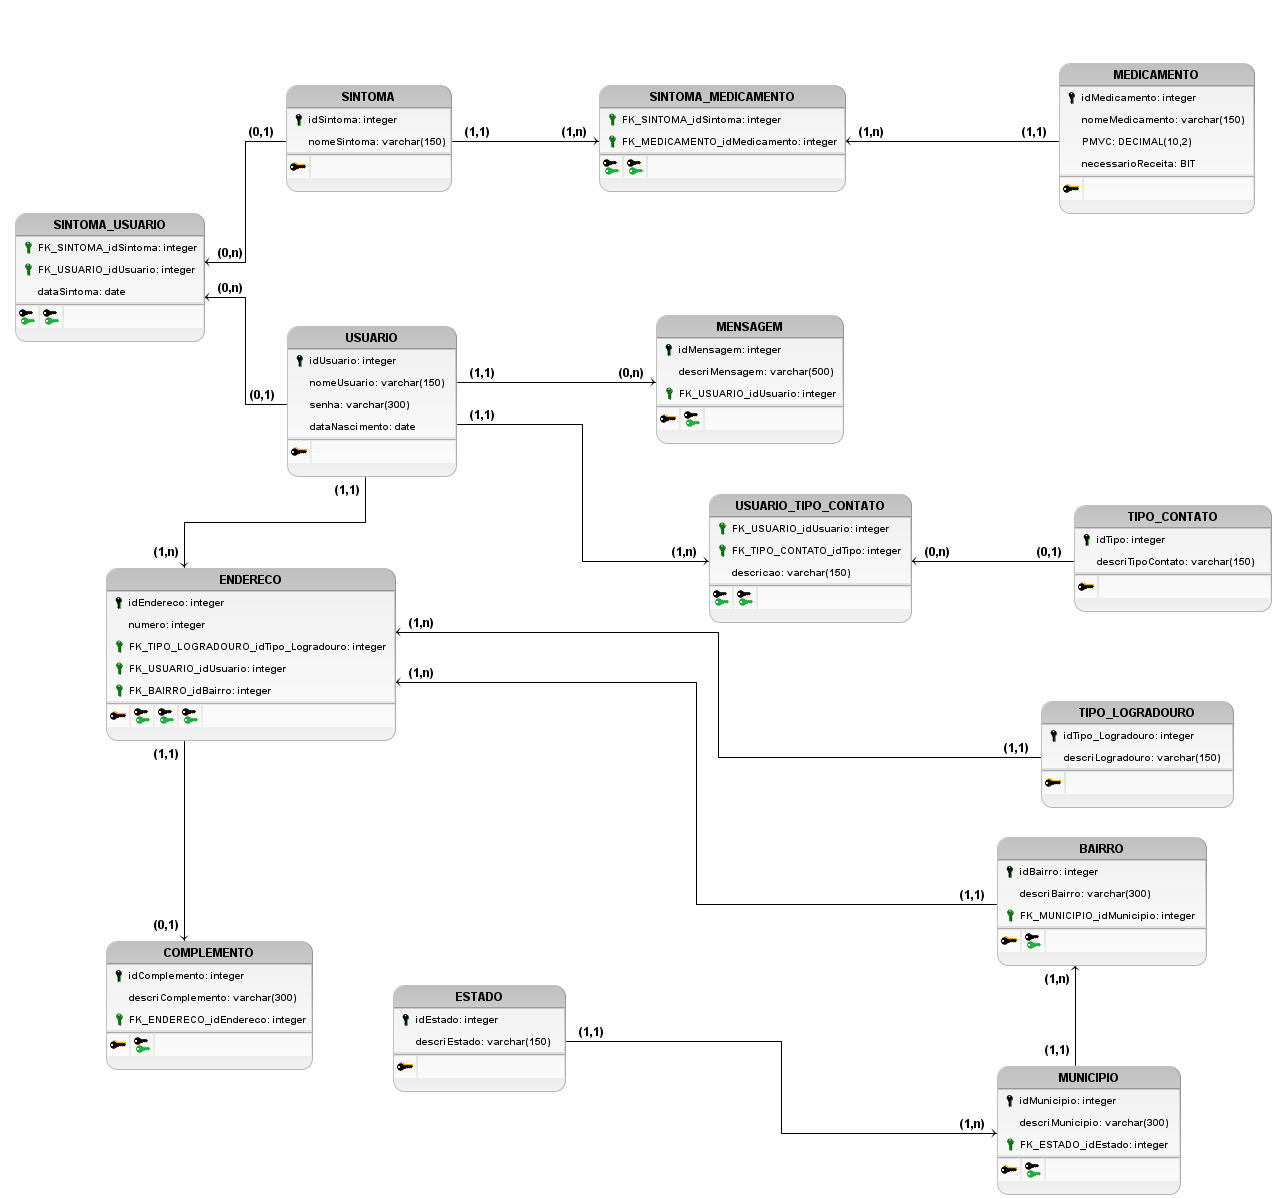 SINTOMA
idSintoma: integer
nomeSintoma: varchar(150)
(0,1)
(1,1)
(1,n)
SINTOMA_MEDICAMENTO
FK_SINTOMA_idSintoma: integer
FK_MEDICAMENTO_idMedicamento: integer
(1,n)
(1,1)
MEDICAMENTO
idMedicamento: integer
nomeMedicamento: varchar(150)
PMVC: DECIMAL(10,2)
necessarioReceita: BIT
SINTOMA_USUARIO
FK_SINTOMA_idSintoma: integer
FK_USUARIO_idUsuario: integer
dataSintoma: date
(0,n)
(0,n)
(0,1)
USUARIO
idUsuario: integer
nomeUsuario: varchar(150)
senha: varchar(300)
dataNascimento: date
(1,1)
(0,n)
(1,1)
(1,1)
MENSAGEM
idMensagem: integer
descriMensagem: varchar(500)
FK_USUARIO_idUsuario: integer
(1,n)
USUARIO_TIPO_CONTATO
FK_USUARIO_idUsuario: integer
FK_TIPO_CONTATO_idTipo: integer
descricao: varchar(150)
(0,n)
(0,1)
TIPO_CONTATO
idTipo: integer
descriTipoContato: varchar(150)
(1,n)
ENDERECO
idEndereco: integer
numero: integer
FK_TIPO_LOGRADOURO_idTipo_Logradouro: integer
FK_USUARIO_idUsuario: integer
FK_BAIRRO_idBairro: integer
(1,n)
(1,n)
(1,1)
(1,1)
TIPO_LOGRADOURO
idTipo_Logradouro: integer
descriLogradouro: varchar(150)
(1,1)
BAIRRO
idBairro: integer
descriBairro: varchar(300)
FK_MUNICIPIO_idMunicipio: integer
(0,1)
COMPLEMENTO
idComplemento: integer
descriComplemento: varchar(300)
FK_ENDERECO_idEndereco: integer
ESTADO
idEstado: integer
descriEstado: varchar(150)
(1,1)
(1,n)
(1,n)
(1,1)
MUNICIPIO
idMunicipio: integer
descriMunicipio: varchar(300)
FK_ESTADO_idEstado: integer